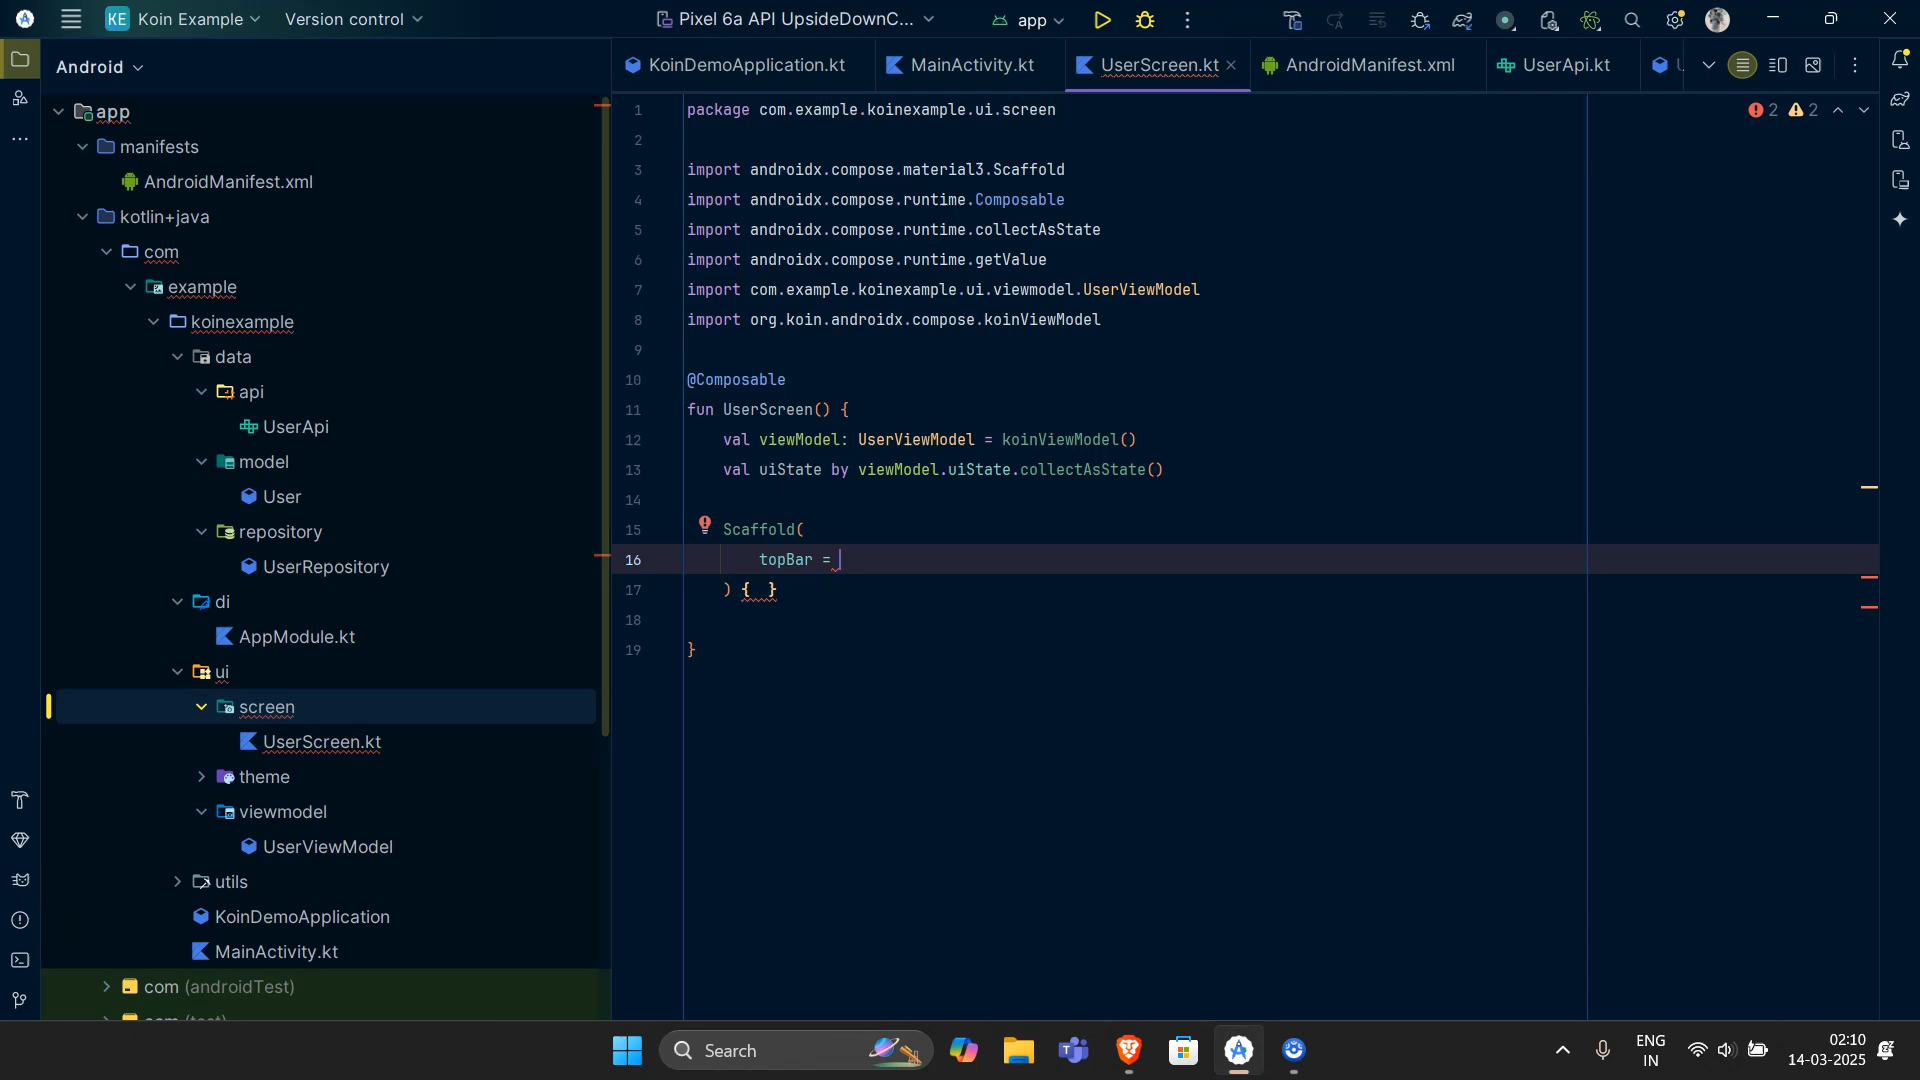 KE Koin Example
Version control
Pixel 6a API UpsideDownC...
app
Android
KoinDemoApplication.kt
MainActivity.kt
UserScreen.kt
AndroidManifest.xml
UserApi.kt
app
manifests
AndroidManifest.xml
kotlin+java
com
example
koinexample
data
api
UserApi
model
User
repository
UserRepository
di
AppModule.kt
ui
screen
UserScreen.kt
theme
viewmodel
UserViewModel
utils
KoinDemoApplication
MainActivity.kt
com (androidTest)
com (test)
2 2
1 package com.example.koinexample.ui.screen
2
3 import androidx.compose.material3.Scaffold
4 import androidx.compose.runtime.Composable
5 import androidx.compose.runtime.collectAsState
6 import androidx.compose.runtime.getValue
7 import com.example.koinexample.ui.viewmodel.UserViewModel
8 import org.koin.androidx.compose.koinViewModel
9
10 @Composable
11 fun UserScreen() {
12 val viewModel: UserViewModel = koinViewModel()
13 val uiState by viewModel.uiState.collectAsState()
14
15 Scaffold(
16 topBar =
17 ) { }
18
19 }
Search
ENG
IN
02:10
14-03-2025